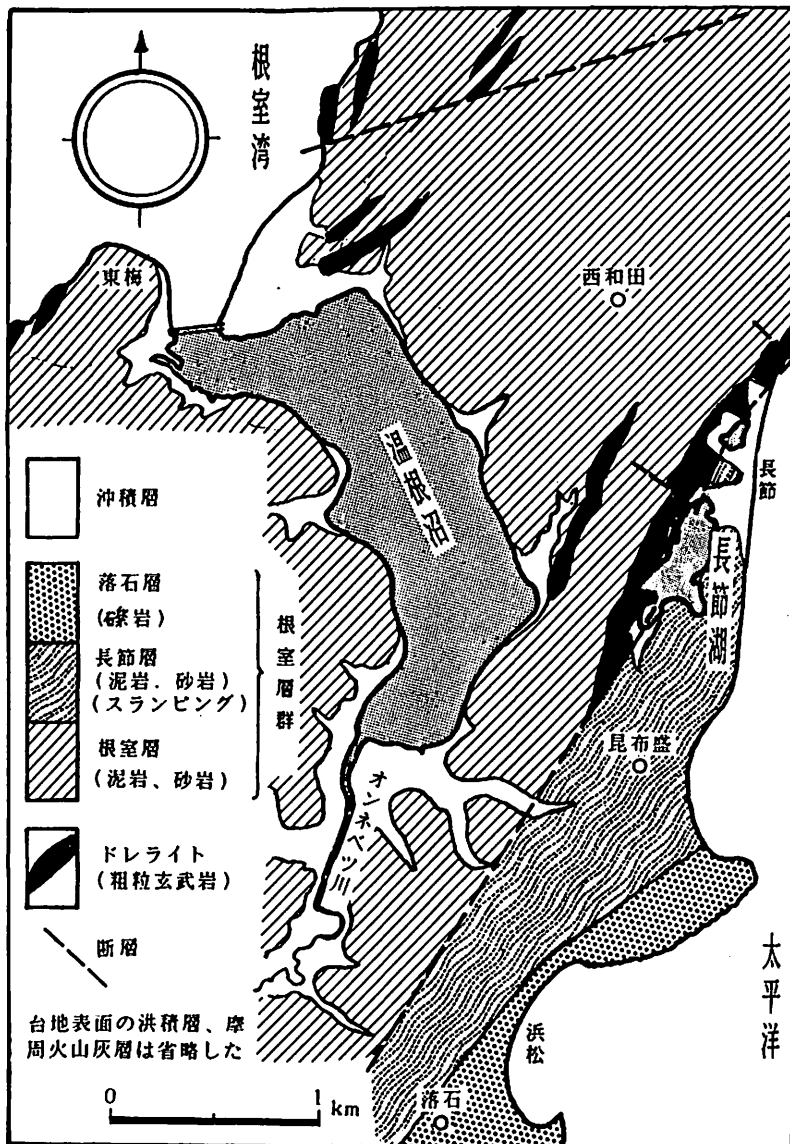 根室湾
東梅
西和田
温根沼
長節
長節湖
昆布盛
オンネベツ川
太平洋
浜松
落石
沖積層
落石層
(礫岩)
長節層
(泥岩．砂岩)
(スランピング)
根室層
(泥岩、砂岩)
根室層群
ドレライト
(粗粒玄武岩)
断層
台地表面の洪積層、摩
周火山灰層は省略した
0 1 km